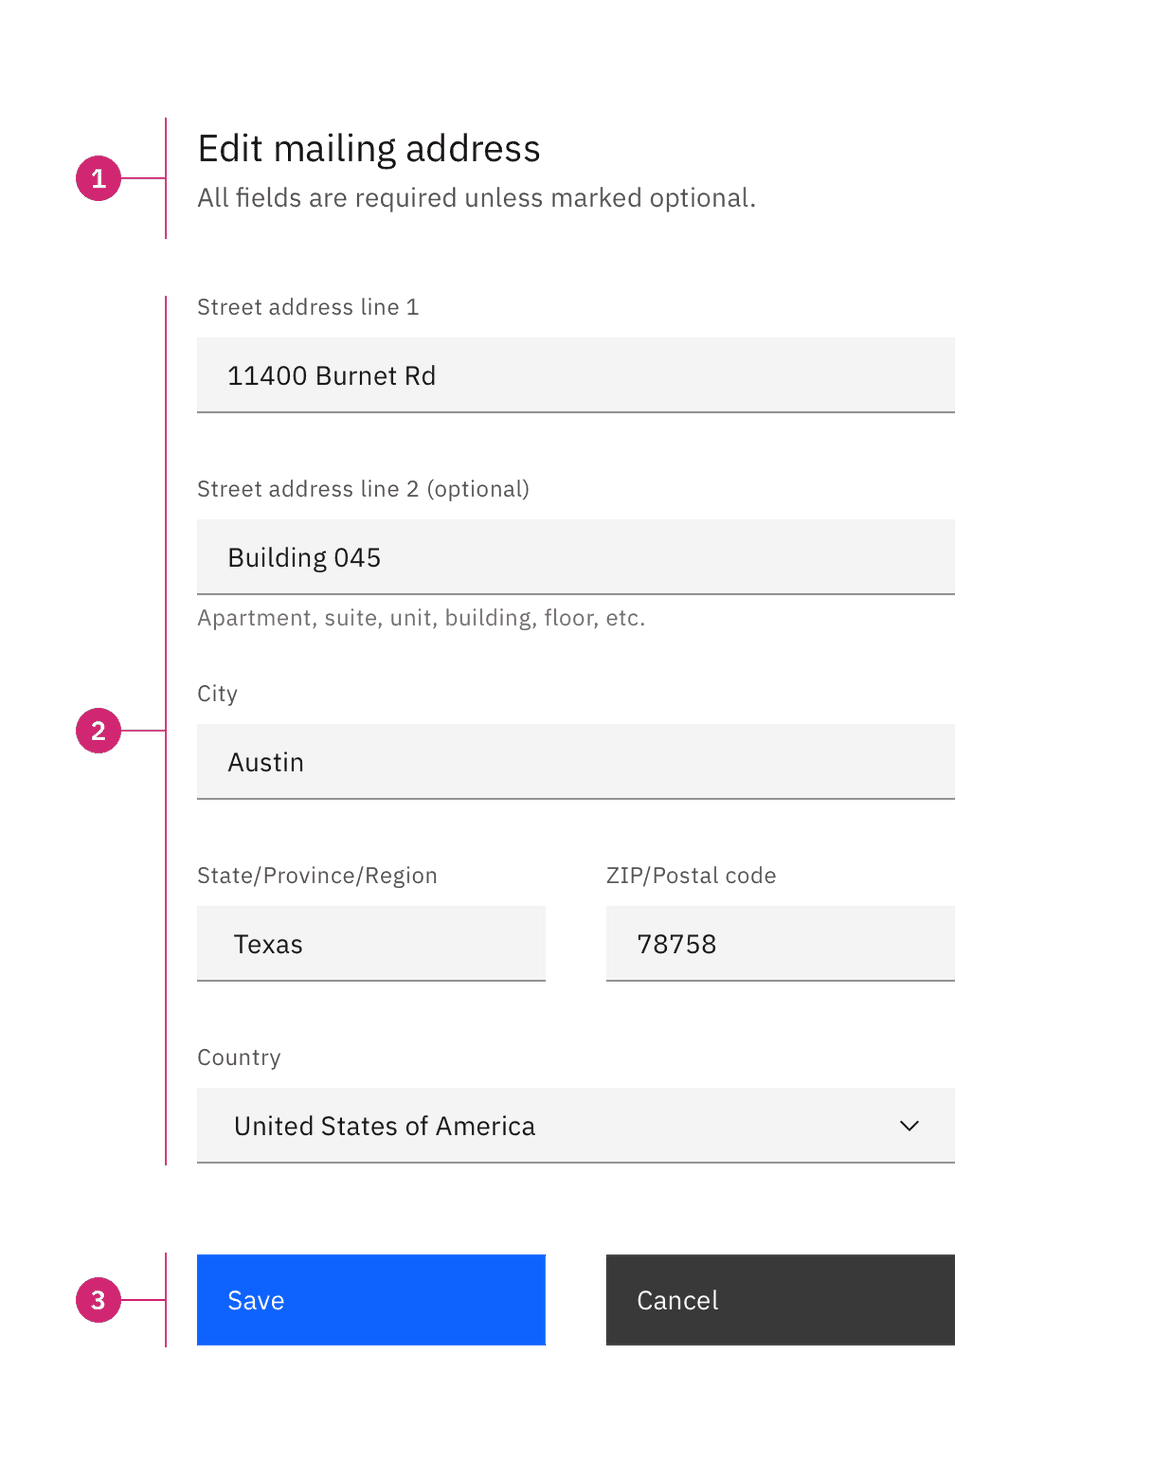 1
Edit mailing address
All fields are required unless marked optional.
Street address line 1
11400 Burnet Rd
Street address line 2 (optional)
Building 045
Apartment, suite, unit, building, floor, etc.
2
City
Austin
State/Province/Region
Texas
ZIP/Postal code
78758
Country
United States of America
3
Save
Cancel